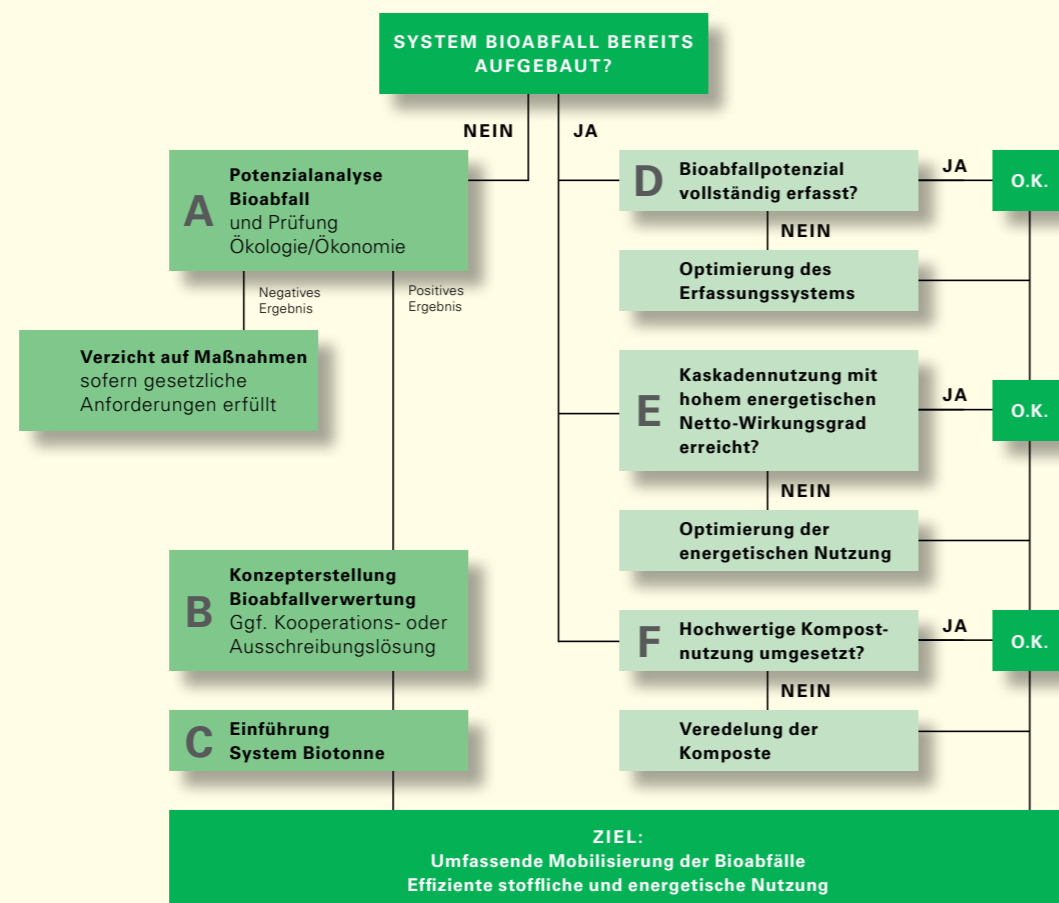 SYSTEM BIOABFALL BEREITS
AUFGEBAUT?
NEIN
JA
A
Potenzialanalyse
Bioabfall
und Prüfung
Ökologie/Ökonomie
Negatives
Ergebnis
Positives
Ergebnis
Verzicht auf Maßnahmen
sofern gesetzliche
Anforderungen erfüllt
B
Konzepterstellung
Bioabfallverwertung
Ggf. Kooperations- oder
Ausschreibungslösung
C
Einführung
System Biotonne
D
Bioabfallpotenzial
vollständig erfasst?
JA
O.K.
NEIN
Optimierung des
Erfassungssystems
E
Kaskadennutzung mit
hohem energetischen
Netto-Wirkungsgrad
erreicht?
JA
O.K.
NEIN
Optimierung der
energetischen Nutzung
F
Hochwertige Kompost-
nutzung umgesetzt?
JA
O.K.
NEIN
Veredelung der
Komposte
ZIEL:
Umfassende Mobilisierung der Bioabfälle
Effiziente stoffliche und energetische Nutzung